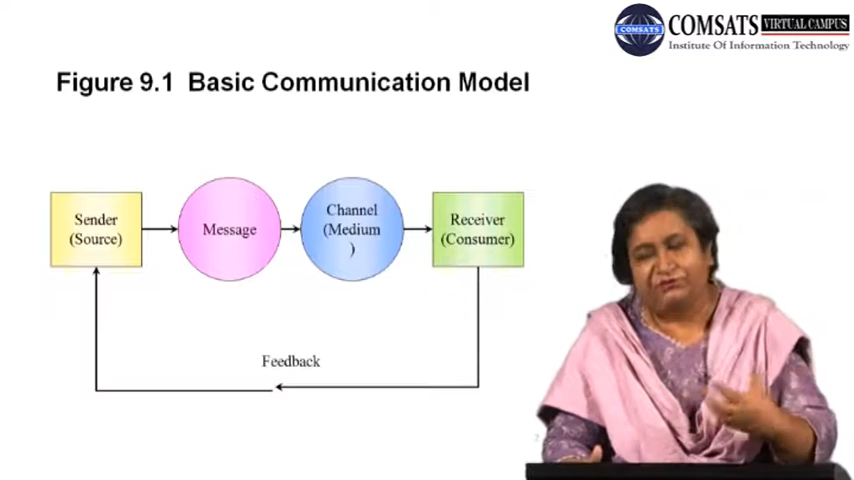 COMSATS
COMSATS VIRTUAL CAMPUS
Institute Of Information Technology
Figure 9.1 Basic Communication Model
Sender
(Source)
Message
Channel
(Medium
)
Receiver
(Consumer)
Feedback